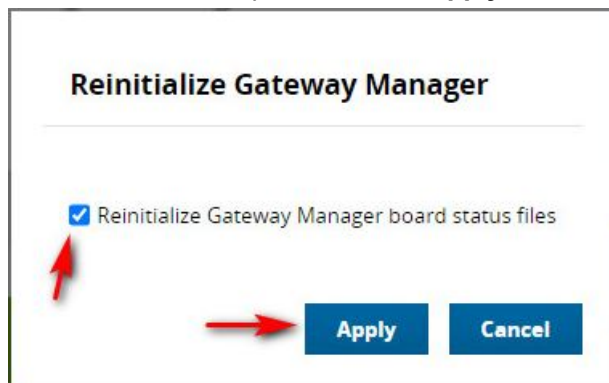 Reinitialize Gateway Manager
Reinitialize Gateway Manager board status files
Apply Cancel